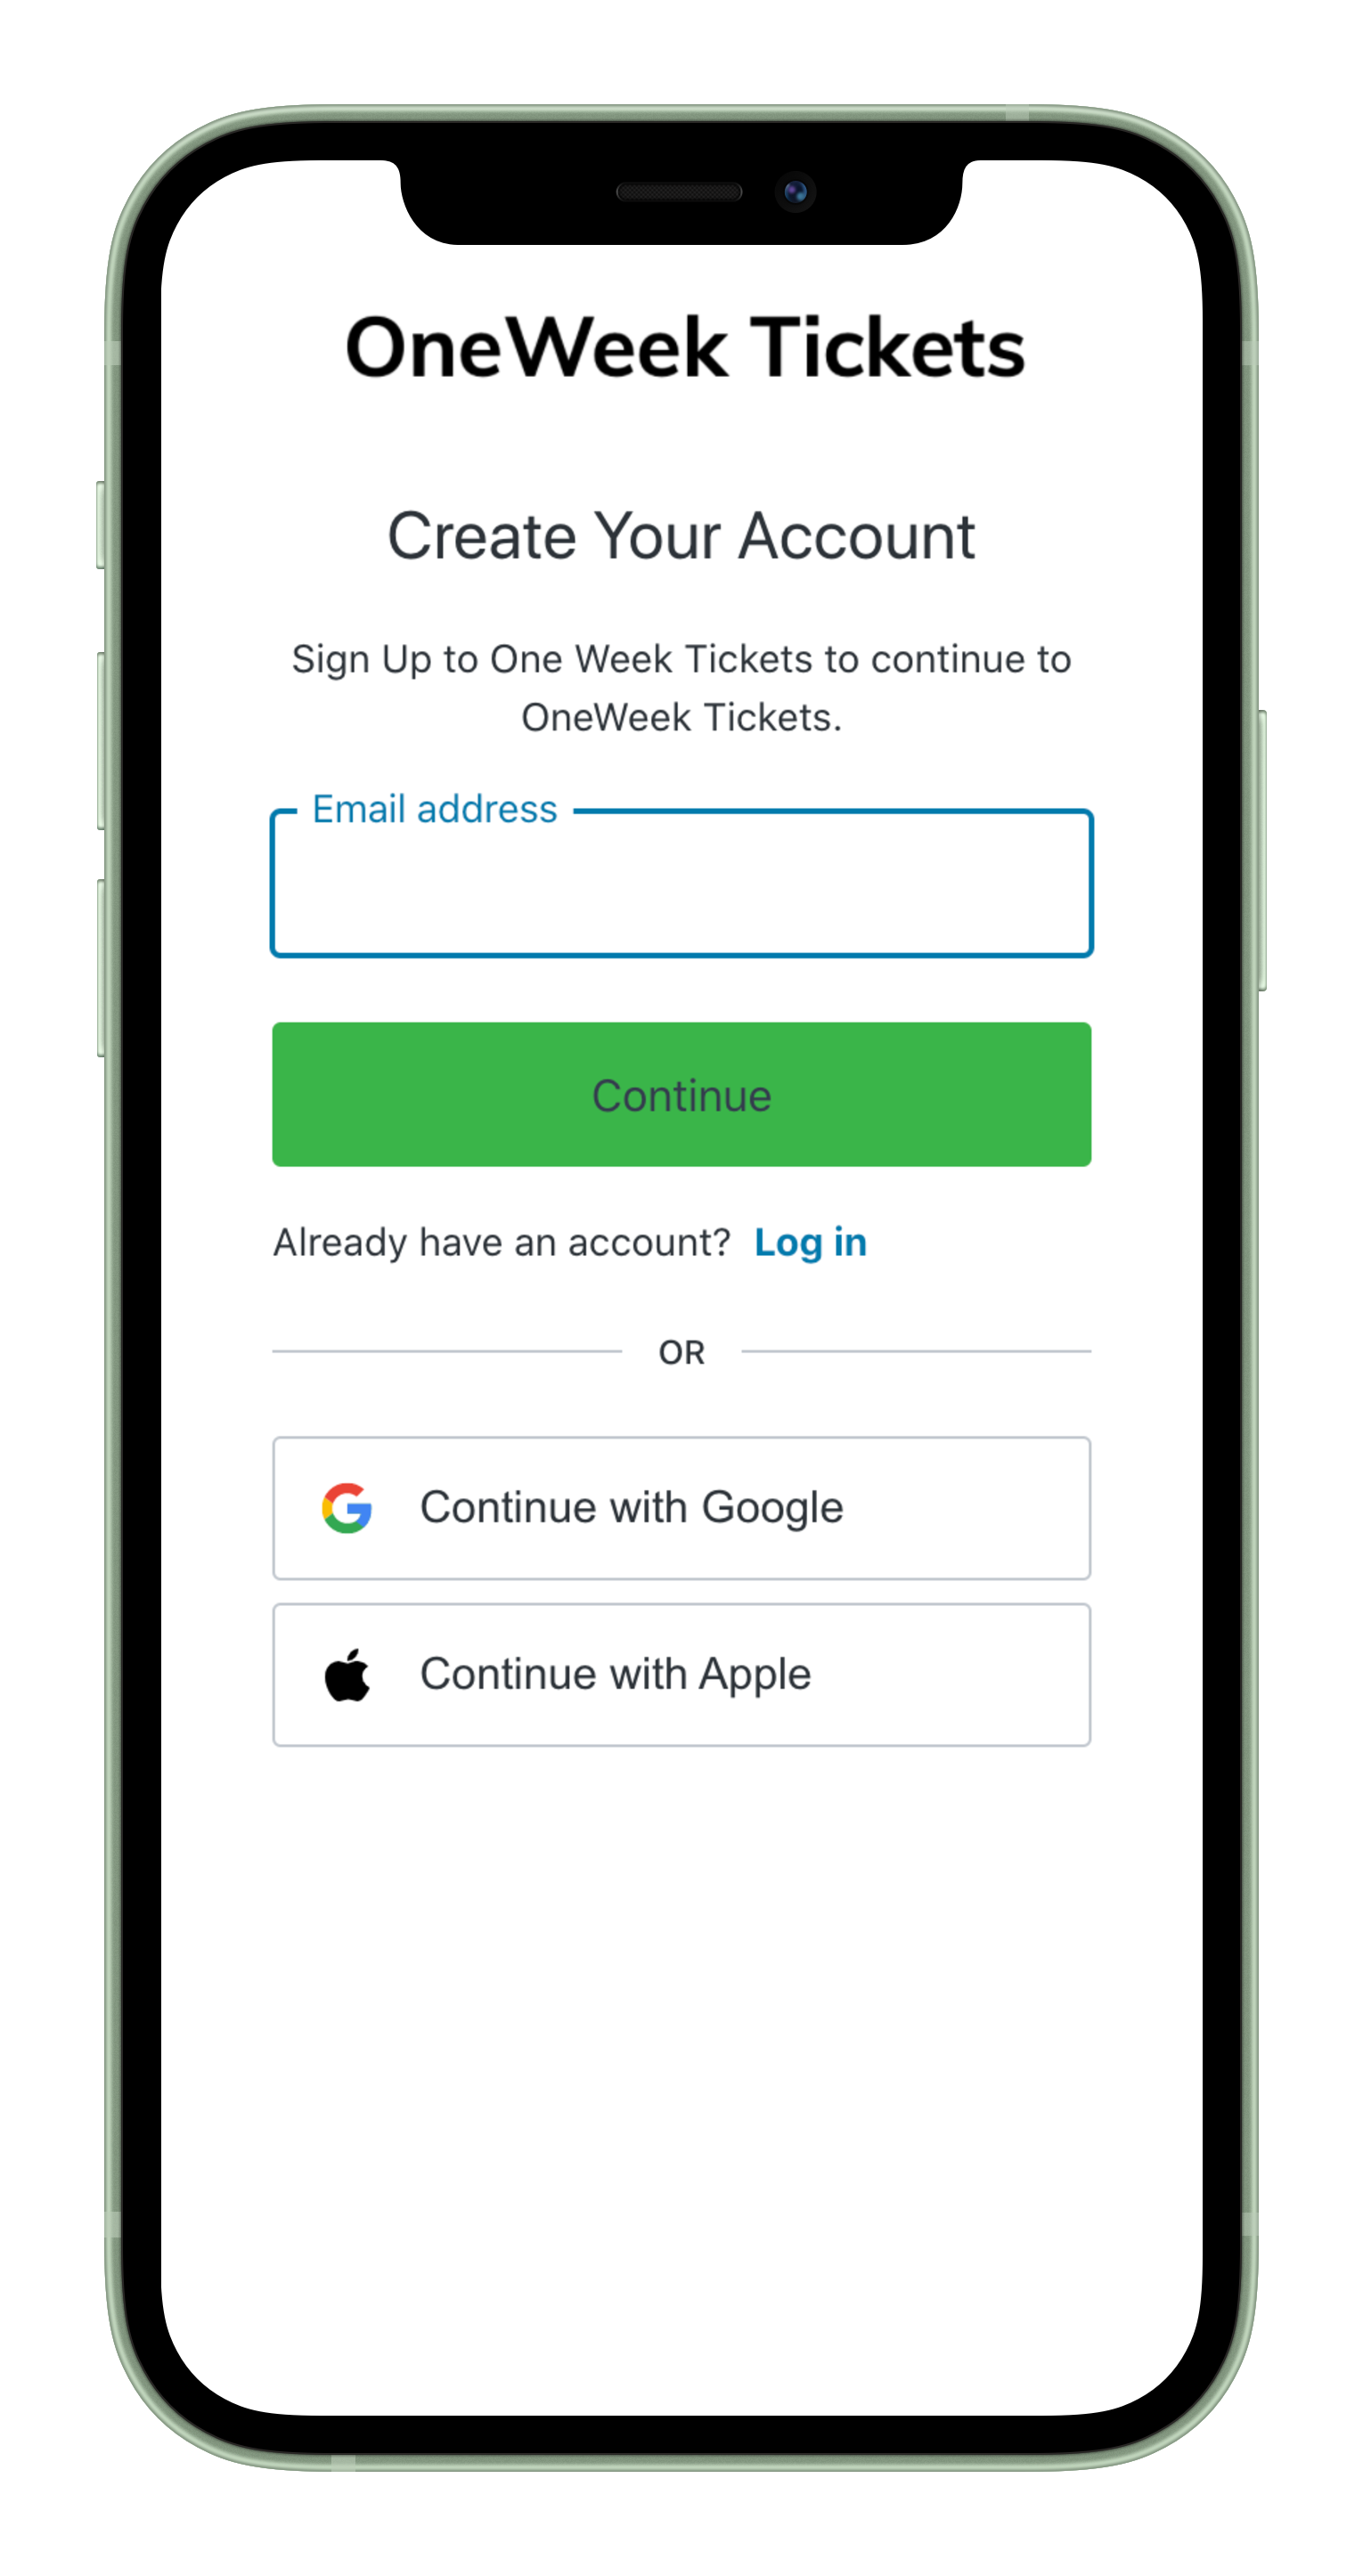 OneWeek Tickets
Create Your Account
Sign Up to One Week Tickets to continue to
OneWeek Tickets.
Email address
Continue
Already have an account? Log in
OR
Continue with Google
Continue with Apple